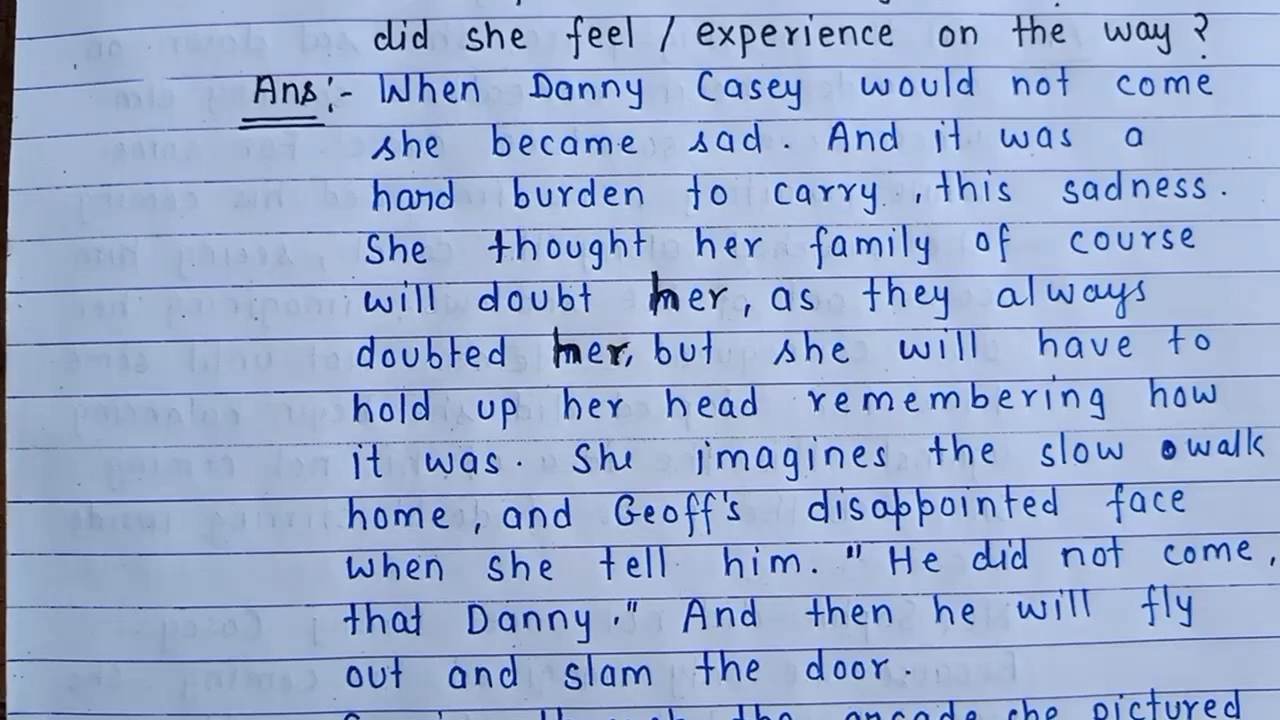 did she feel / experience on the way ?
Ans:- When Danny Casey would not come
she became sad. And it was a
hard burden to carry, this sadness.
She thought her family of course
will doubt her, as they always
doubted her, but she will have to
hold up her head remembering how
it was. She imagines the slow walk
home, and Geoff's disappointed face
when she tell him. "He did not come,
that Danny." And then he will fly
out and slam the door.
the arcade she pictured